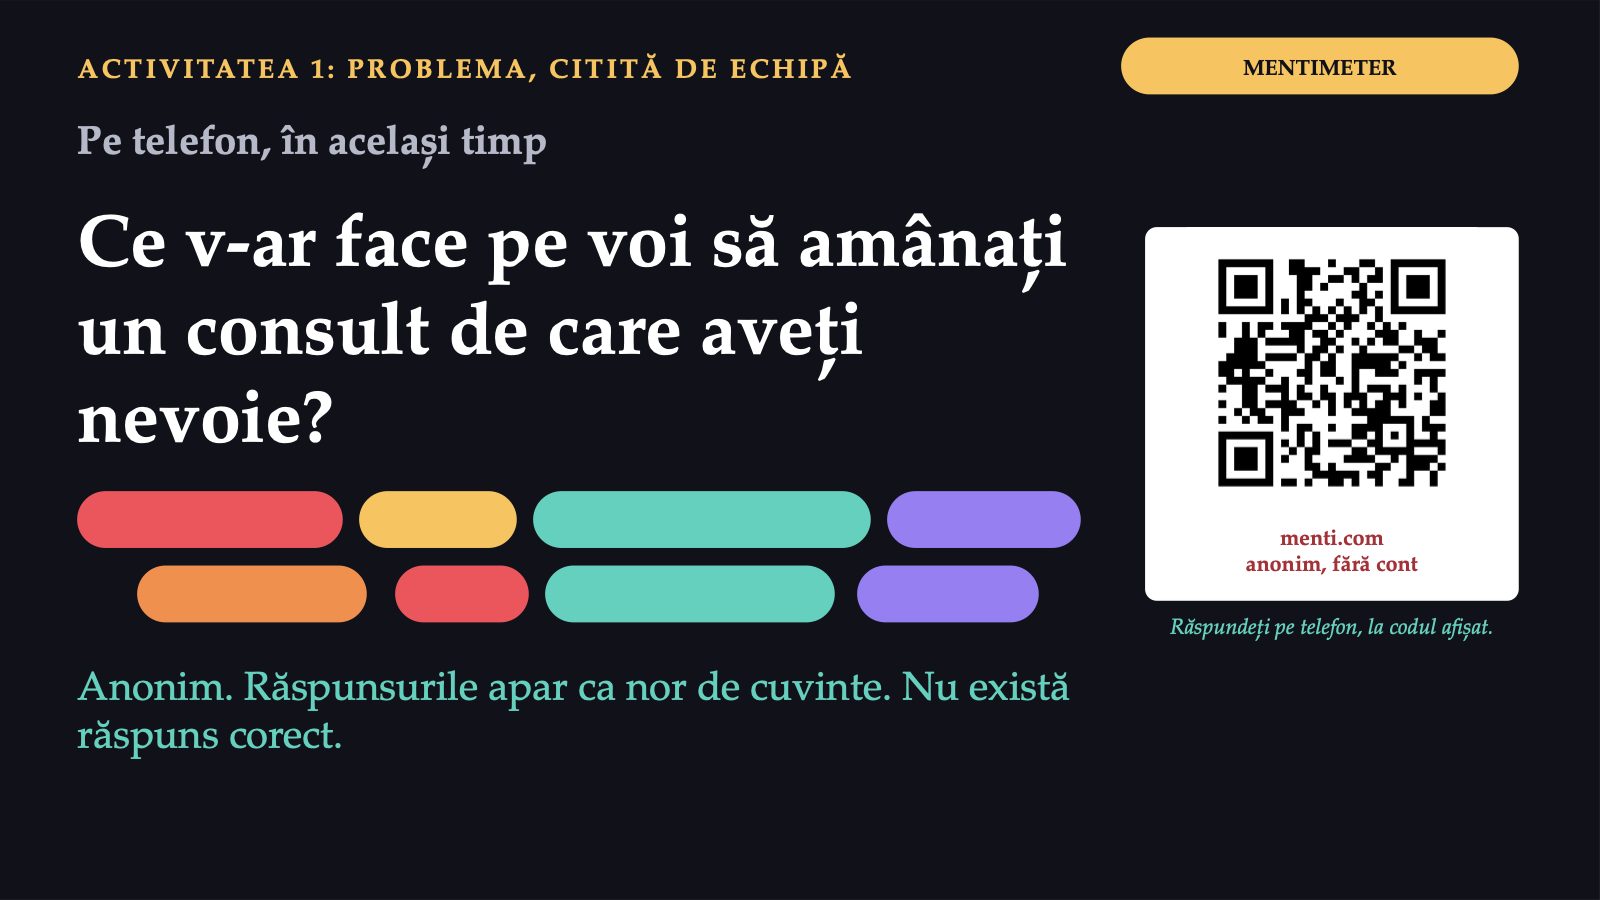 ACTIVITATEA 1: PROBLEMA, CITITĂ DE ECHIPĂ
MENTIMETER
Pe telefon, în același timp
Ce v-ar face pe voi să amânați
un consult de care aveți
nevoie?
menti.com
anonim, fără cont
Răspundeți pe telefon, la codul afișat.
Anonim. Răspunsurile apar ca nor de cuvinte. Nu există
răspuns corect.